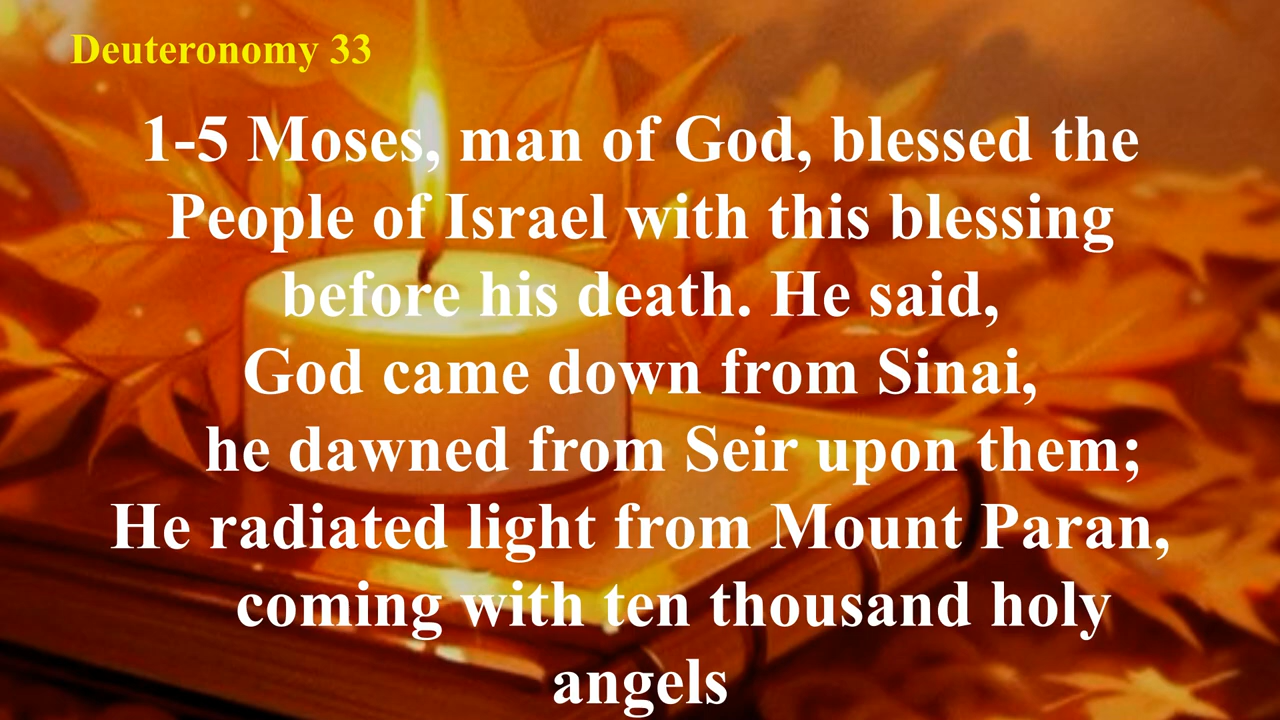 Deuteronomy 33
1-5 Moses, man of God, blessed the
People of Israel with this blessing
before his death. He said,
God came down from Sinai,
he dawned from Seir upon them;
He radiated light from Mount Paran,
coming with ten thousand holy
angels